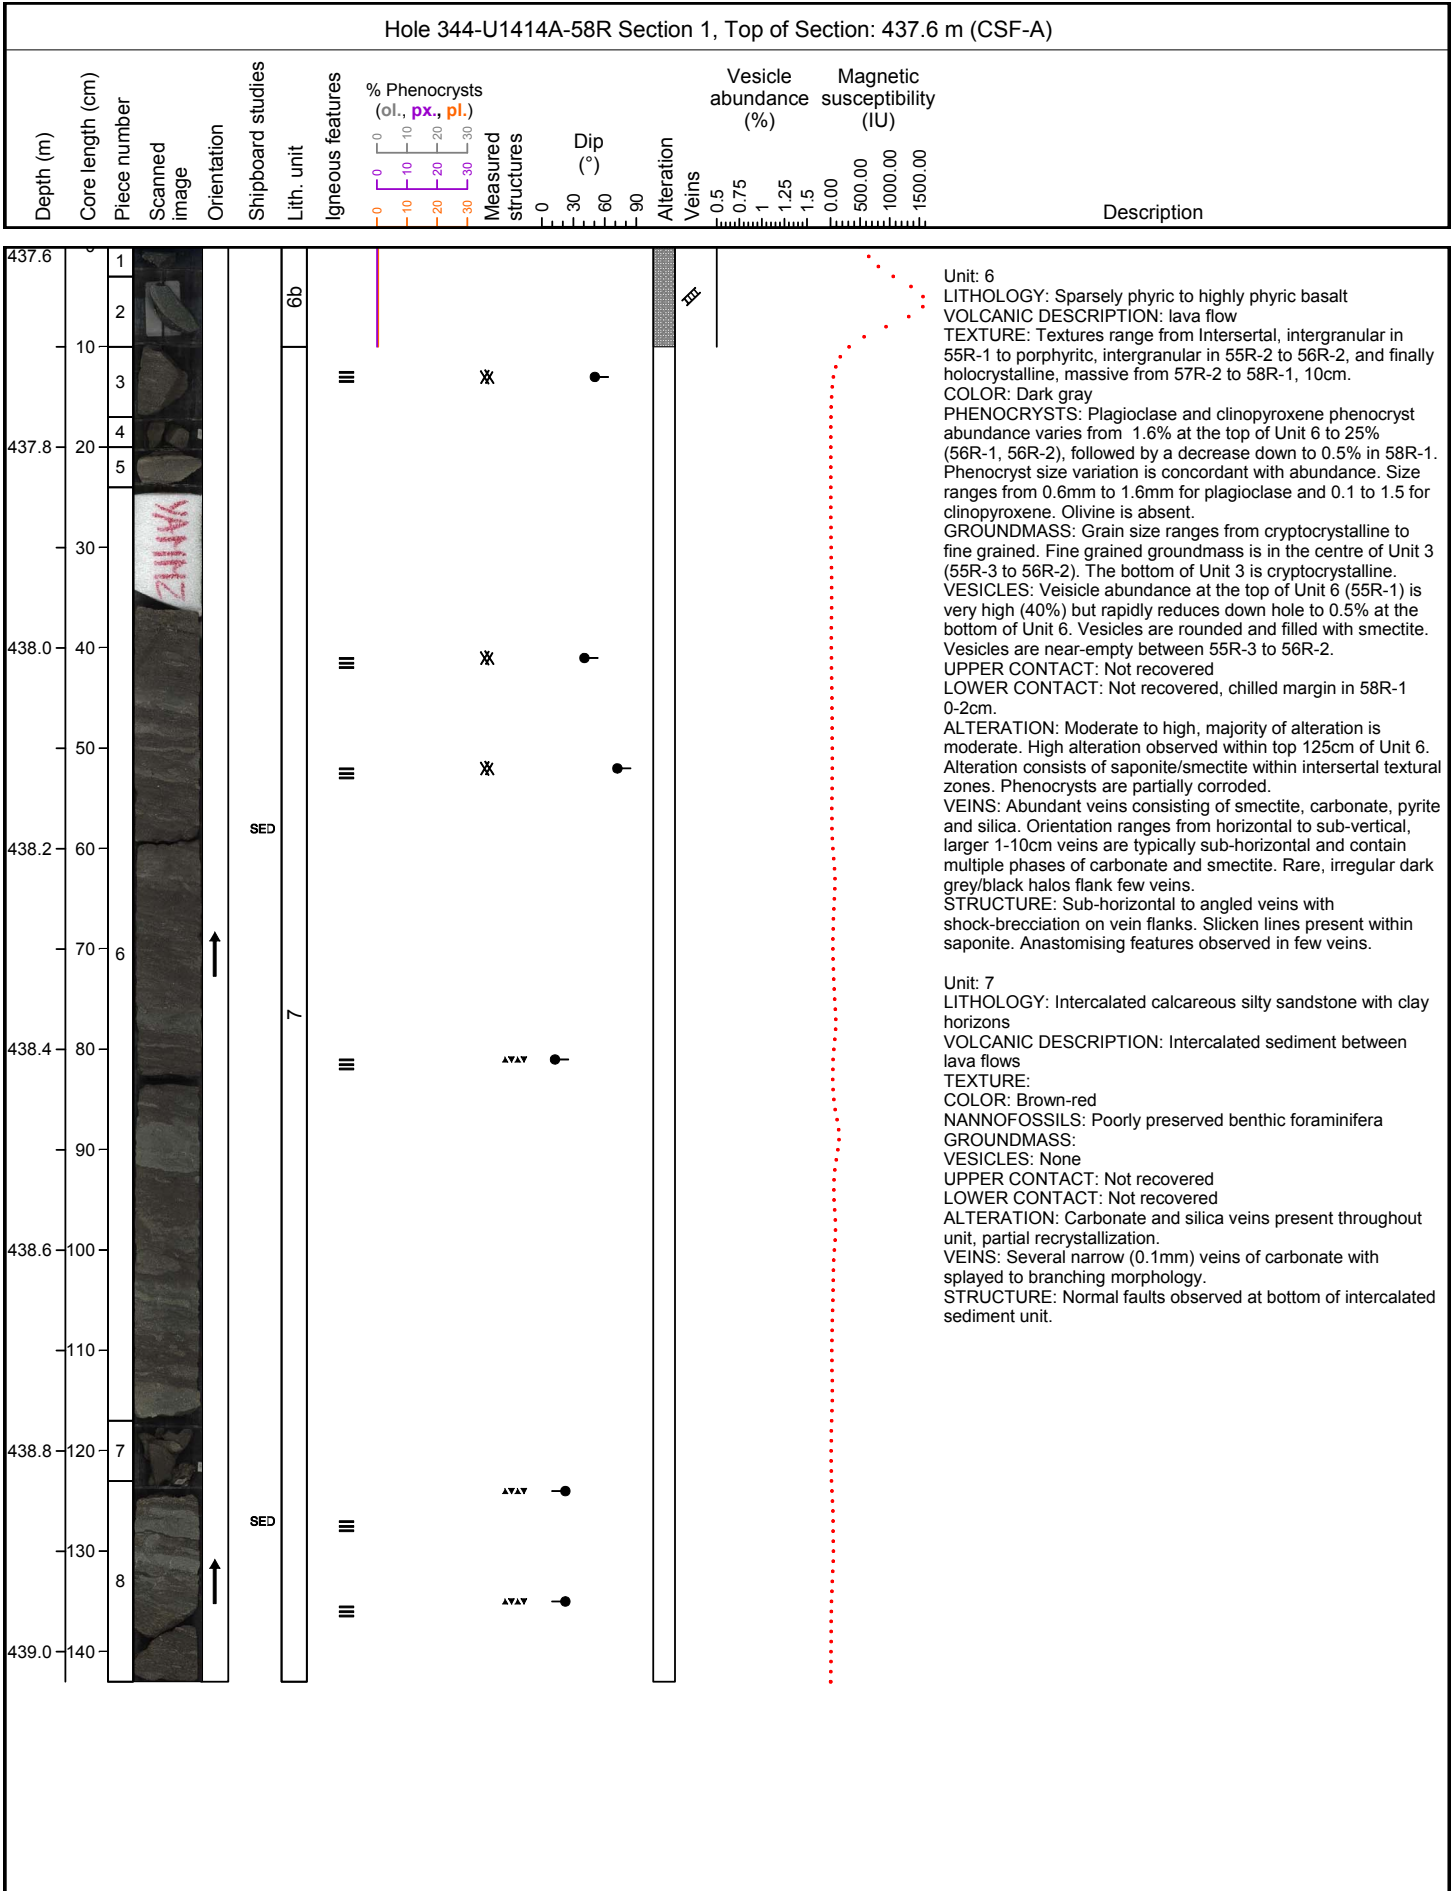 Hole 344-U1414A-58R Section 1, Top of Section: 437.6 m (CSF-A)
Depth (m)
Core length (cm)
Piece number
Scanned image
Orientation
Shipboard studies
Lith. unit
Igneous features
% Phenocrysts
(ol., px., pl.)
0 10 20 30
0 10 20 30
0 10 20 30
Measured structures
Dip
(°)
0 30 60 90
Alteration
Veins
Vesicle
abundance
(%)
0.5 0.75 1 1.25 1.5
Magnetic
susceptibility
(IU)
0.00 500.00 1000.00 1500.00
Description
437.6
437.8
438.0
438.2
438.4
438.6
438.8
439.0
0
10
20
30
40
50
60
70
80
90
100
110
120
130
140
1
2
3
4
5
6
7
8
YAMMZ
SED
SED
6b
7
Unit: 6
LITHOLOGY: Sparsely phyric to highly phyric basalt
VOLCANIC DESCRIPTION: lava flow
TEXTURE: Textures range from Intersertal, intergranular in
55R-1 to porphyritc, intergranular in 55R-2 to 56R-2, and finally
holocrystalline, massive from 57R-2 to 58R-1, 10cm.
COLOR: Dark gray
PHENOCRYSTS: Plagioclase and clinopyroxene phenocryst
abundance varies from 1.6% at the top of Unit 6 to 25%
(56R-1, 56R-2), followed by a decrease down to 0.5% in 58R-1.
Phenocryst size variation is concordant with abundance. Size
ranges from 0.6mm to 1.6mm for plagioclase and 0.1 to 1.5 for
clinopyroxene. Olivine is absent.
GROUNDMASS: Grain size ranges from cryptocrystalline to
fine grained. Fine grained groundmass is in the centre of Unit 3
(55R-3 to 56R-2). The bottom of Unit 3 is cryptocrystalline.
VESICLES: Veisicle abundance at the top of Unit 6 (55R-1) is
very high (40%) but rapidly reduces down hole to 0.5% at the
bottom of Unit 6. Vesicles are rounded and filled with smectite.
Vesicles are near-empty between 55R-3 to 56R-2.
UPPER CONTACT: Not recovered
LOWER CONTACT: Not recovered, chilled margin in 58R-1
0-2cm.
ALTERATION: Moderate to high, majority of alteration is
moderate. High alteration observed within top 125cm of Unit 6.
Alteration consists of saponite/smectite within intersertal textural
zones. Phenocrysts are partially corroded.
VEINS: Abundant veins consisting of smectite, carbonate, pyrite
and silica. Orientation ranges from horizontal to sub-vertical,
larger 1-10cm veins are typically sub-horizontal and contain
multiple phases of carbonate and smectite. Rare, irregular dark
grey/black halos flank few veins.
STRUCTURE: Sub-horizontal to angled veins with
shock-brecciation on vein flanks. Slicken lines present within
saponite. Anastomising features observed in few veins.
Unit: 7
LITHOLOGY: Intercalated calcareous silty sandstone with clay
horizons
VOLCANIC DESCRIPTION: Intercalated sediment between
lava flows
TEXTURE:
COLOR: Brown-red
NANNOFOSSILS: Poorly preserved benthic foraminifera
GROUNDMASS:
VESICLES: None
UPPER CONTACT: Not recovered
LOWER CONTACT: Not recovered
ALTERATION: Carbonate and silica veins present throughout
unit, partial recrystallization.
VEINS: Several narrow (0.1mm) veins of carbonate with
splayed to branching morphology.
STRUCTURE: Normal faults observed at bottom of intercalated
sediment unit.